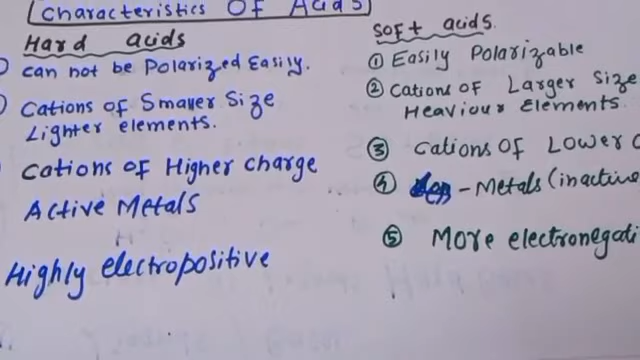 Characteristics Of Acids
Hard acids
can not be Polarized Easily.
Cations of Smaller Size
Lighter elements.
Cations of Higher Charge
Active Metals
Highly electropositive
Soft acids.
① Easily Polarizable
② Cations of Larger Size
Heaviour Elements.
③ Cations Of Lower C
④ - Metals (inactive
⑤ More electronegati